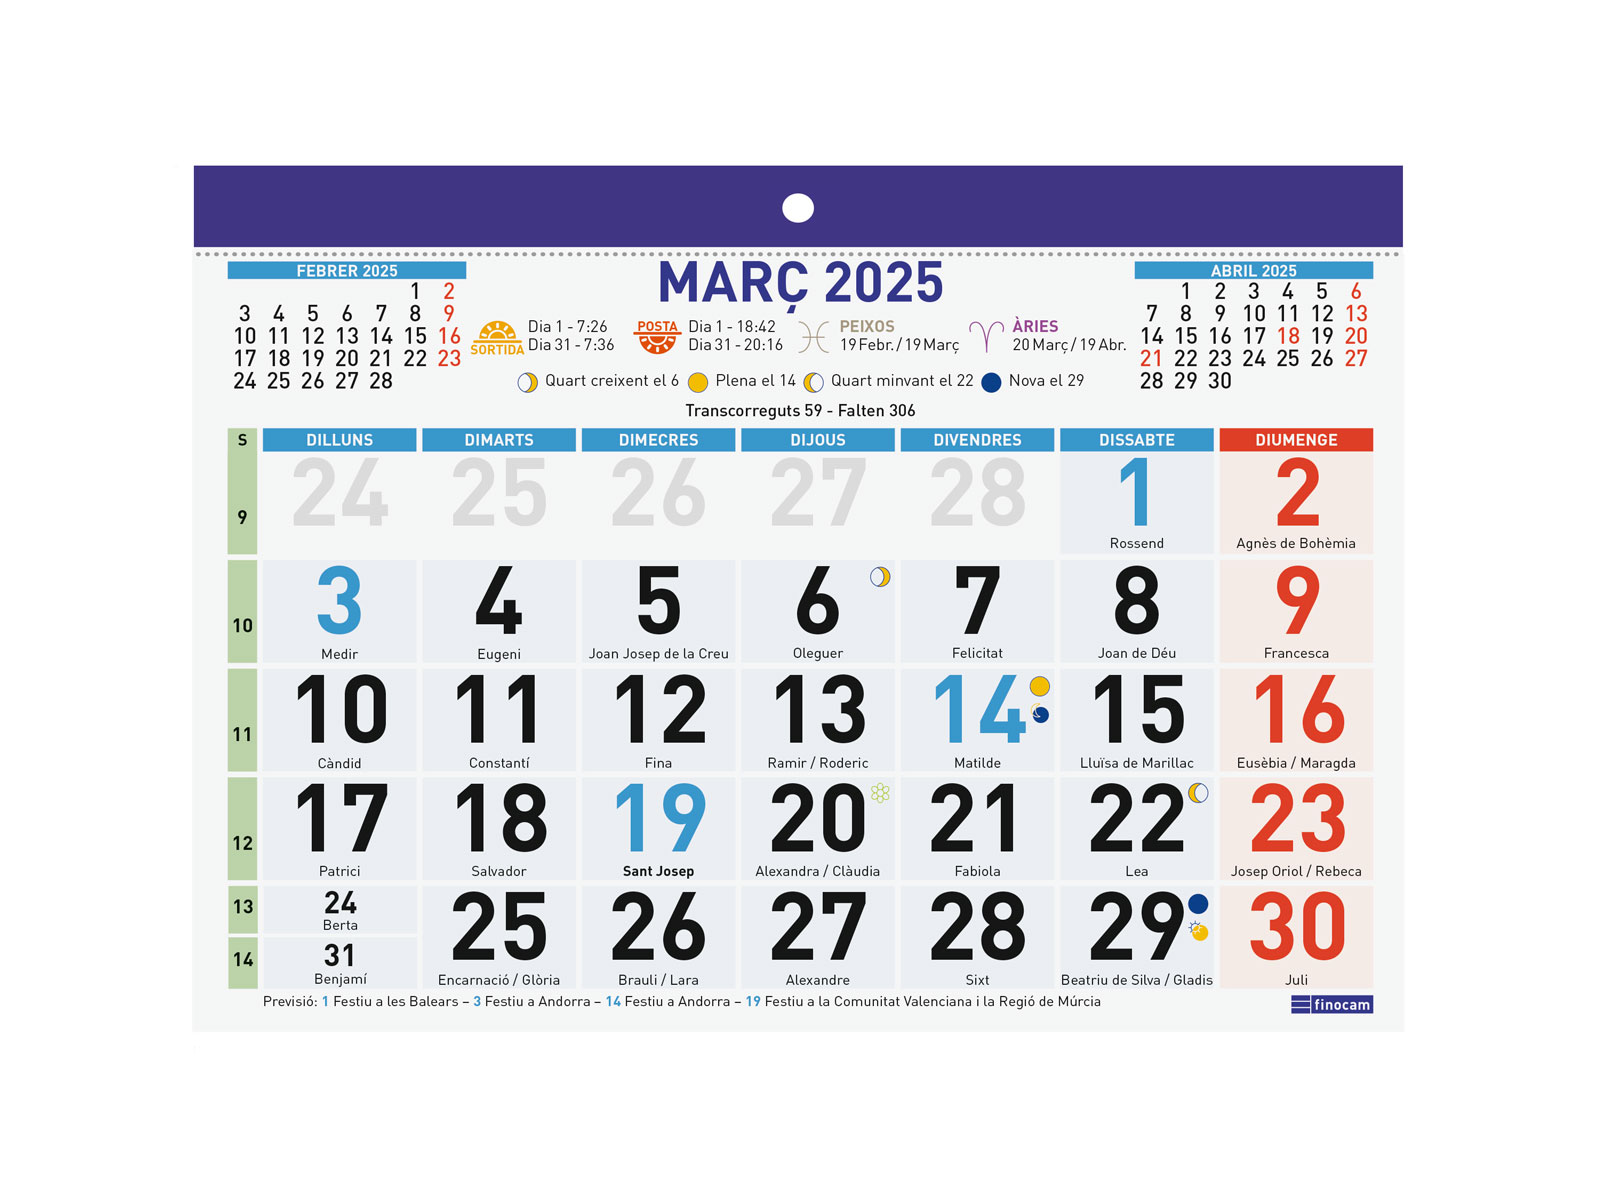 FEBRER 2025
1 2
3 4 5 6 7 8 9
10 11 12 13 14 15 16
17 18 19 20 21 22 23
24 25 26 27 28
MARÇ 2025
SORTIDA
Dia 1 - 7:26
Dia 31 - 7:36
POSTA
Dia 1 - 18:42
Dia 31 - 20:16
PEIXOS
19 Febr. / 19 Març
ÀRIES
20 Març / 19 Abr.
Quart creixent el 6 Plena el 14 Quart minvant el 22 Nova el 29
Transcorreguts 59 - Falten 306
ABRIL 2025
1 2 3 4 5 6
7 8 9 10 11 12 13
14 15 16 17 18 19 20
21 22 23 24 25 26 27
28 29 30
S DILLUNS DIMARTS DIMECRES DIJOUS DIVENDRES DISSABTE DIUMENGE
9 24 25 26 27 28 1 2
Rossend Agnès de Bohèmia
10 3 4 5 6 7 8 9
Medir Eugeni Joan Josep de la Creu Oleguer Felicitat Joan de Déu Francesca
11 10 11 12 13 14 15 16
Càndid Constantí Fina Ramir / Roderic Matilde Lluïsa de Marillac Eusèbia / Maragda
12 17 18 19 20 21 22 23
Patrici Salvador Sant Josep Alexandra / Clàudia Fabiola Lea Josep Oriol / Rebeca
13 24 25 26 27 28 29 30
Berta
14 31
Benjamí Encarnació / Glòria Brauli / Lara Alexandre Sixt Beatriu de Silva / Gladis Juli
Previsió: 1 Festiu a les Balears – 3 Festiu a Andorra – 14 Festiu a Andorra – 19 Festiu a la Comunitat Valenciana i la Regió de Múrcia
finocam